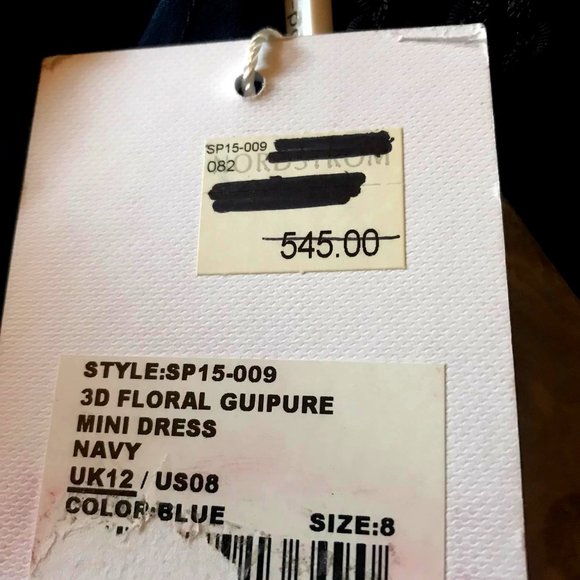 SP15-009
NORDSTROM
082
545.00
STYLE:SP15-009
3D FLORAL GUIPURE
MINI DRESS
NAVY
UK12 / US08
COLOR:BLUE SIZE:8